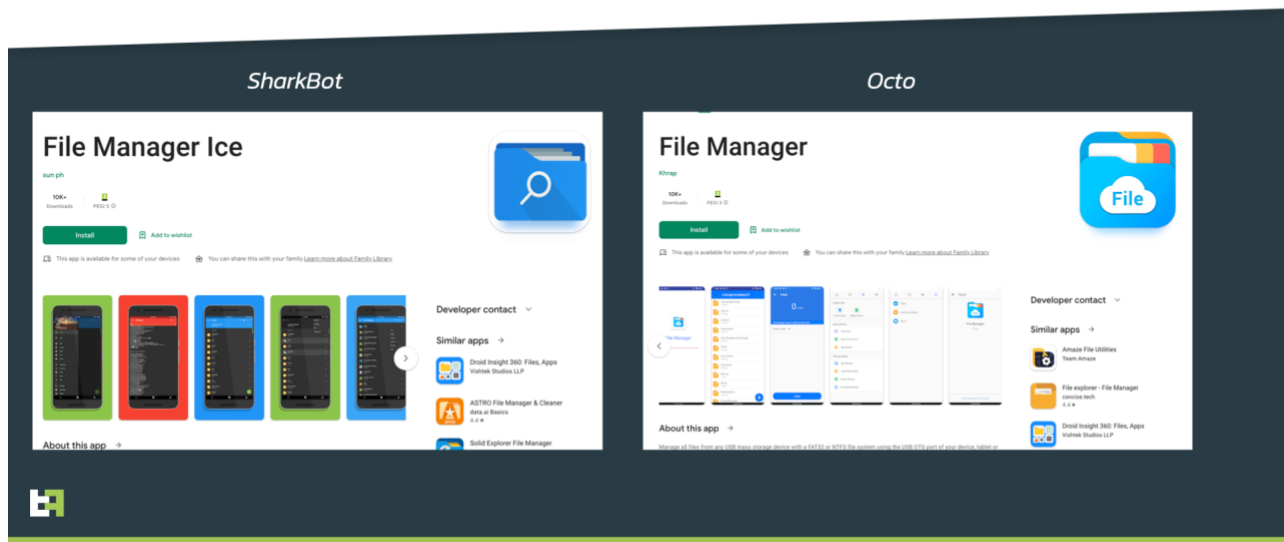 SharkBot
File Manager Ice
sun ph
10K+
Downloads
PEGI 3
Install
Add to wishlist
This app is available for some of your devices
You can share this with your family. Learn more about Family Library
Developer contact
Similar apps
Droid Insight 360: Files, Apps
Vishtek Studios LLP
ASTRO File Manager & Cleaner
data.ai Basics
4.4 ★
Solid Explorer File Manager
About this app
Octo
File Manager
Khrap
10K+
Downloads
PEGI 3
Install
Add to wishlist
This app is available for some of your devices
You can share this with your family. Learn more about Family Library
File
File Manager
Developer contact
Similar apps
Amaze File Utilities
Team Amaze
File explorer - File Manager
concise tech
4.4 ★
Droid Insight 360: Files, Apps
Vishtek Studios LLP
About this app
Manage all files from any USB mass storage device with a FAT32 or NTFS file system using the USB OTG port of your device, tablet or